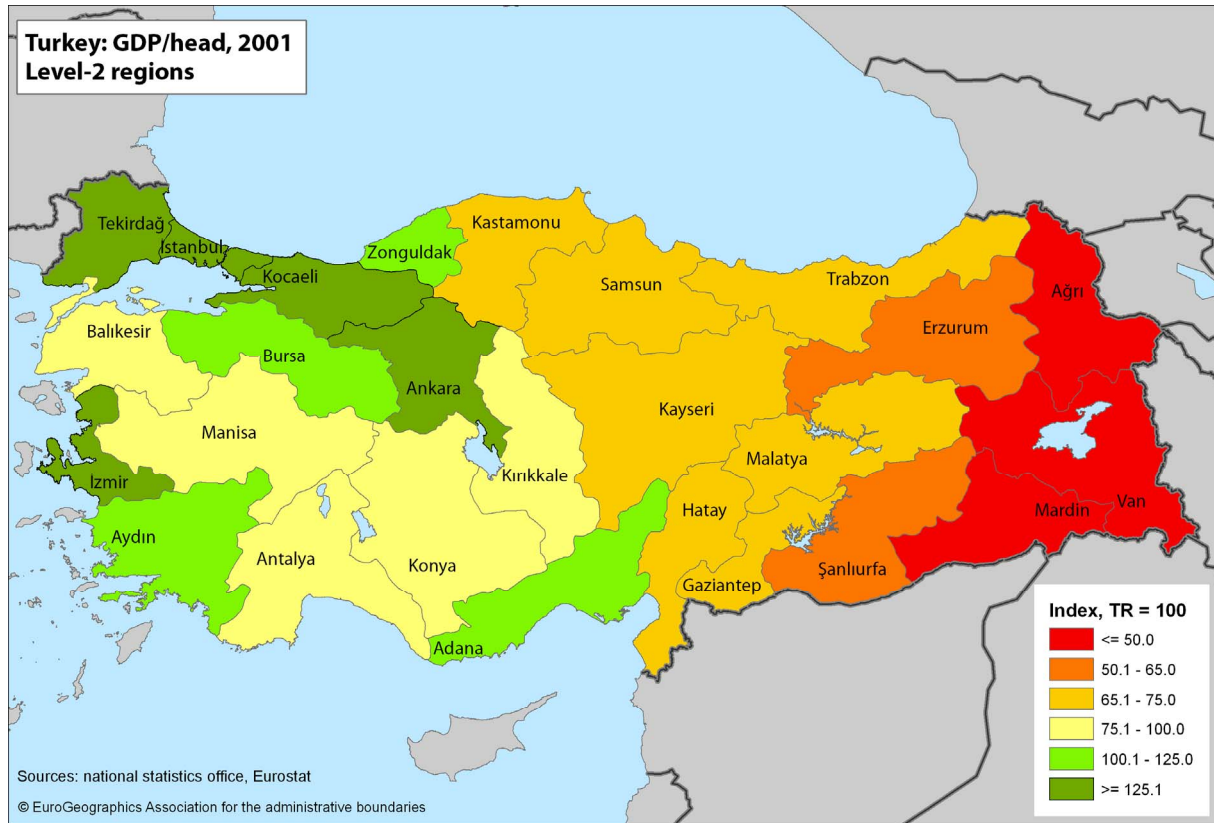 Turkey: GDP/head, 2001
Level-2 regions
Tekirdağ
Istanbul
Kocaeli
Zonguldak
Kastamonu
Samsun
Trabzon
Ağrı
Erzurum
Balıkesir
Bursa
Ankara
Kayseri
Manisa
Kırıkkale
Malatya
Izmir
Hatay
Mardin
Van
Aydın
Antalya
Konya
Gaziantep
Şanlıurfa
Adana
Index, TR = 100
<= 50.0
50.1 - 65.0
65.1 - 75.0
75.1 - 100.0
100.1 - 125.0
>= 125.1
Sources: national statistics office, Eurostat
© EuroGeographics Association for the administrative boundaries